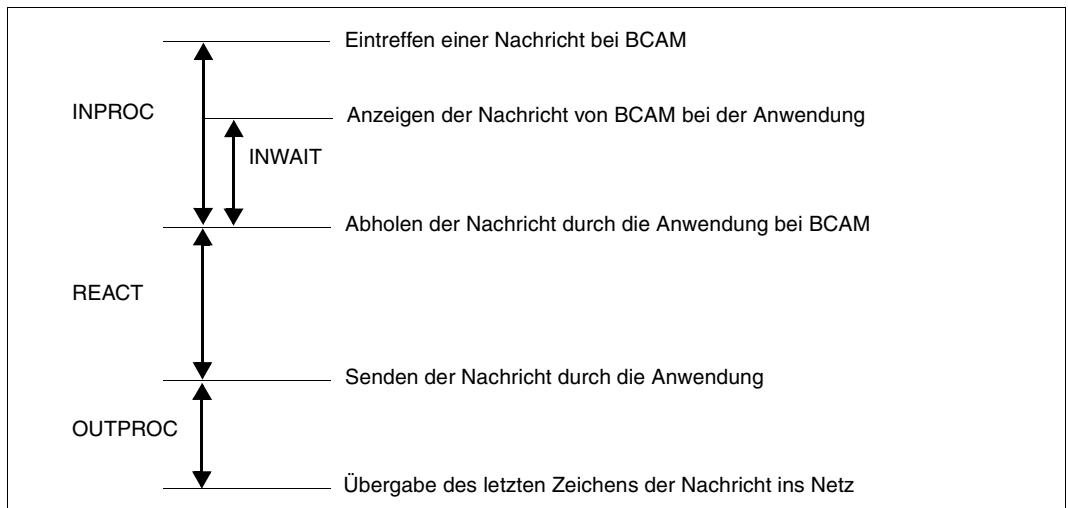 Eintreffen einer Nachricht bei BCAM
INPROC
Anzeigen der Nachricht von BCAM bei der Anwendung
INWAIT
Abholen der Nachricht durch die Anwendung bei BCAM
REACT
Senden der Nachricht durch die Anwendung
OUTPROC
Übergabe des letzten Zeichens der Nachricht ins Netz